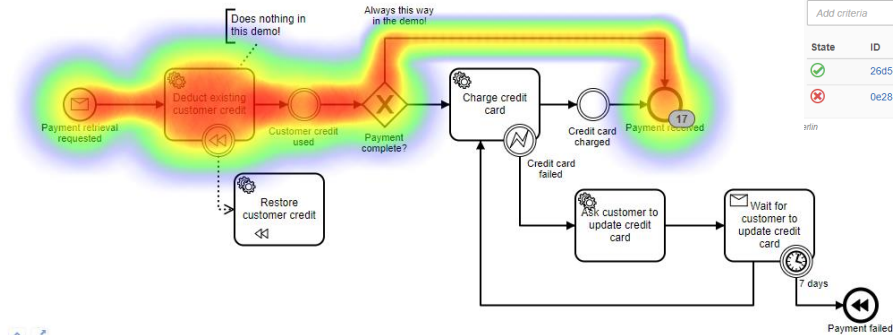 Does nothing in
this demo!
Always this way
in the demo!
Add criteria
State
ID
26d5
0e28
Deduct existing
customer credit
Charge credit
card
17
Payment retrieval
requested
Customer credit
used
Payment
complete?
Credit card
charged
Payment received
Credit card
failed
Restore
customer credit
Ask customer to
update credit
card
Wait for
customer to
update credit
card
7 days
Payment failed